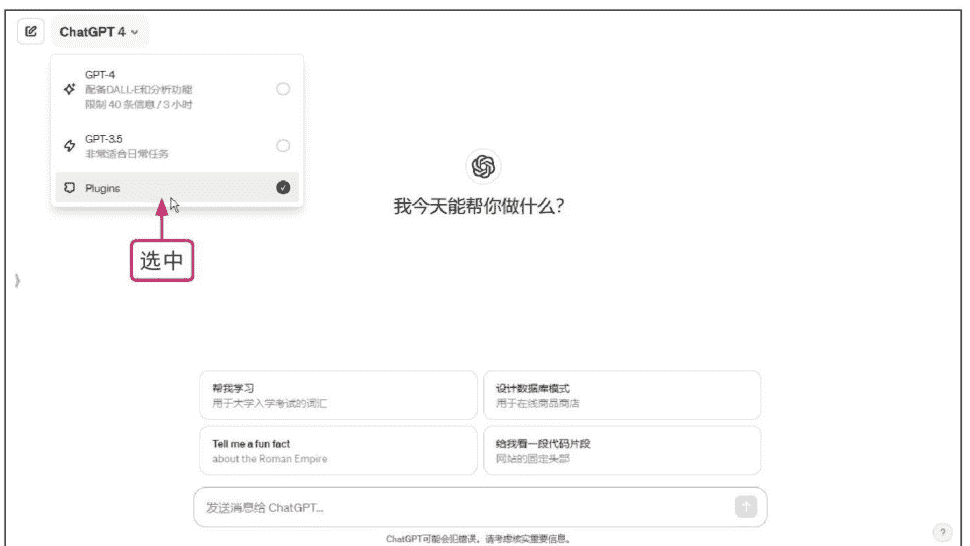 ChatGPT 4
GPT-4
配备DALL·E和分析功能
限制 40 条信息 / 3 小时
GPT-3.5
非常适合日常任务
Plugins
选中
我今天能帮你做什么?
帮我学习
用于大学入学考试的词汇
设计数据库模式
用于在线商品商店
Tell me a fun fact
about the Roman Empire
给我看一段代码片段
网站的固定头部
发送消息给 ChatGPT...
ChatGPT可能会犯错误。请考虑核实重要信息。
?